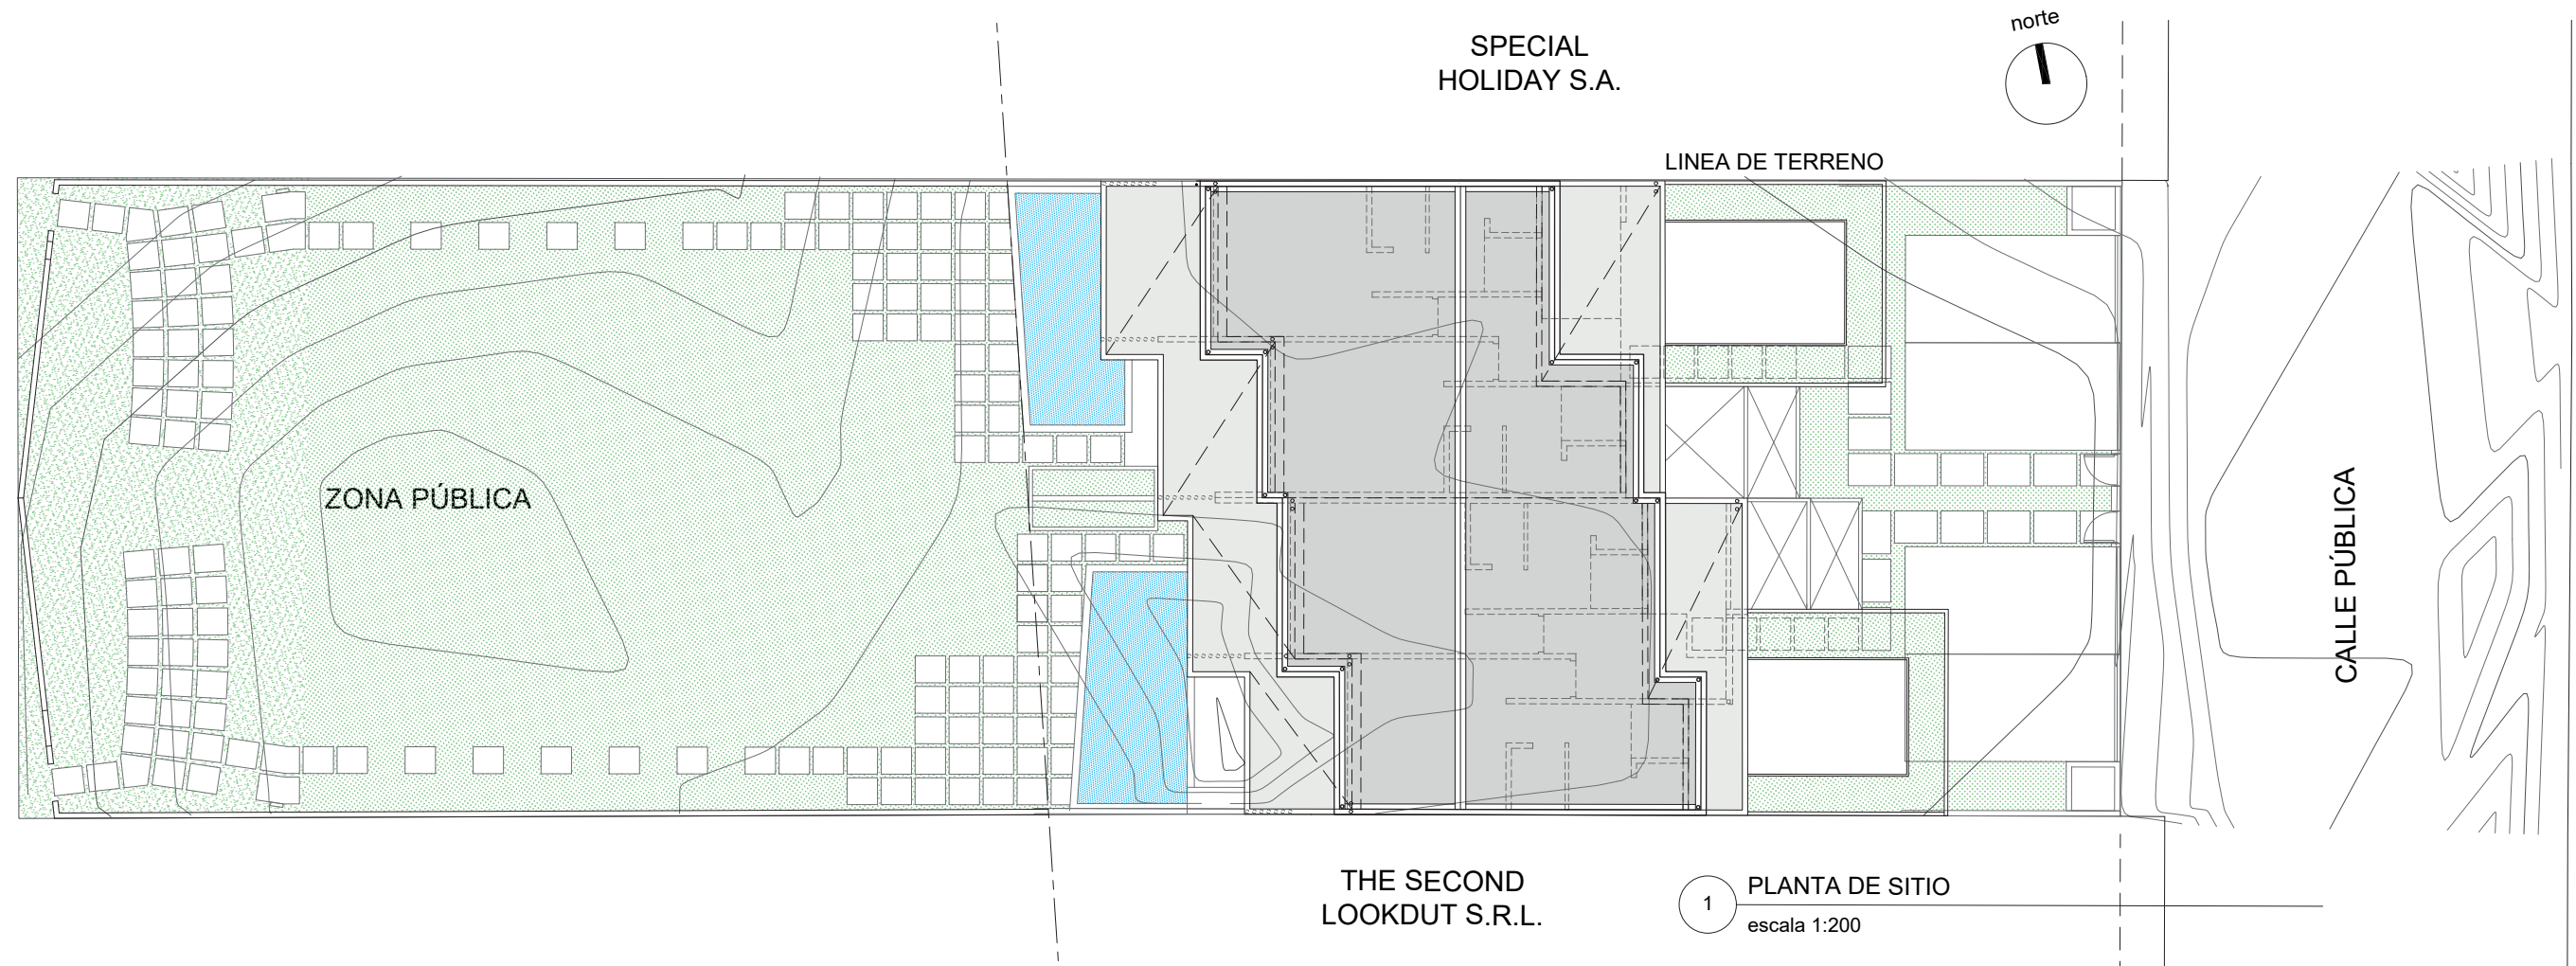 norte
SPECIAL
HOLIDAY S.A.
LINEA DE TERRENO
ZONA PÚBLICA
CALLE PÚBLICA
THE SECOND
LOOKDUT S.R.L.
1
PLANTA DE SITIO
escala 1:200